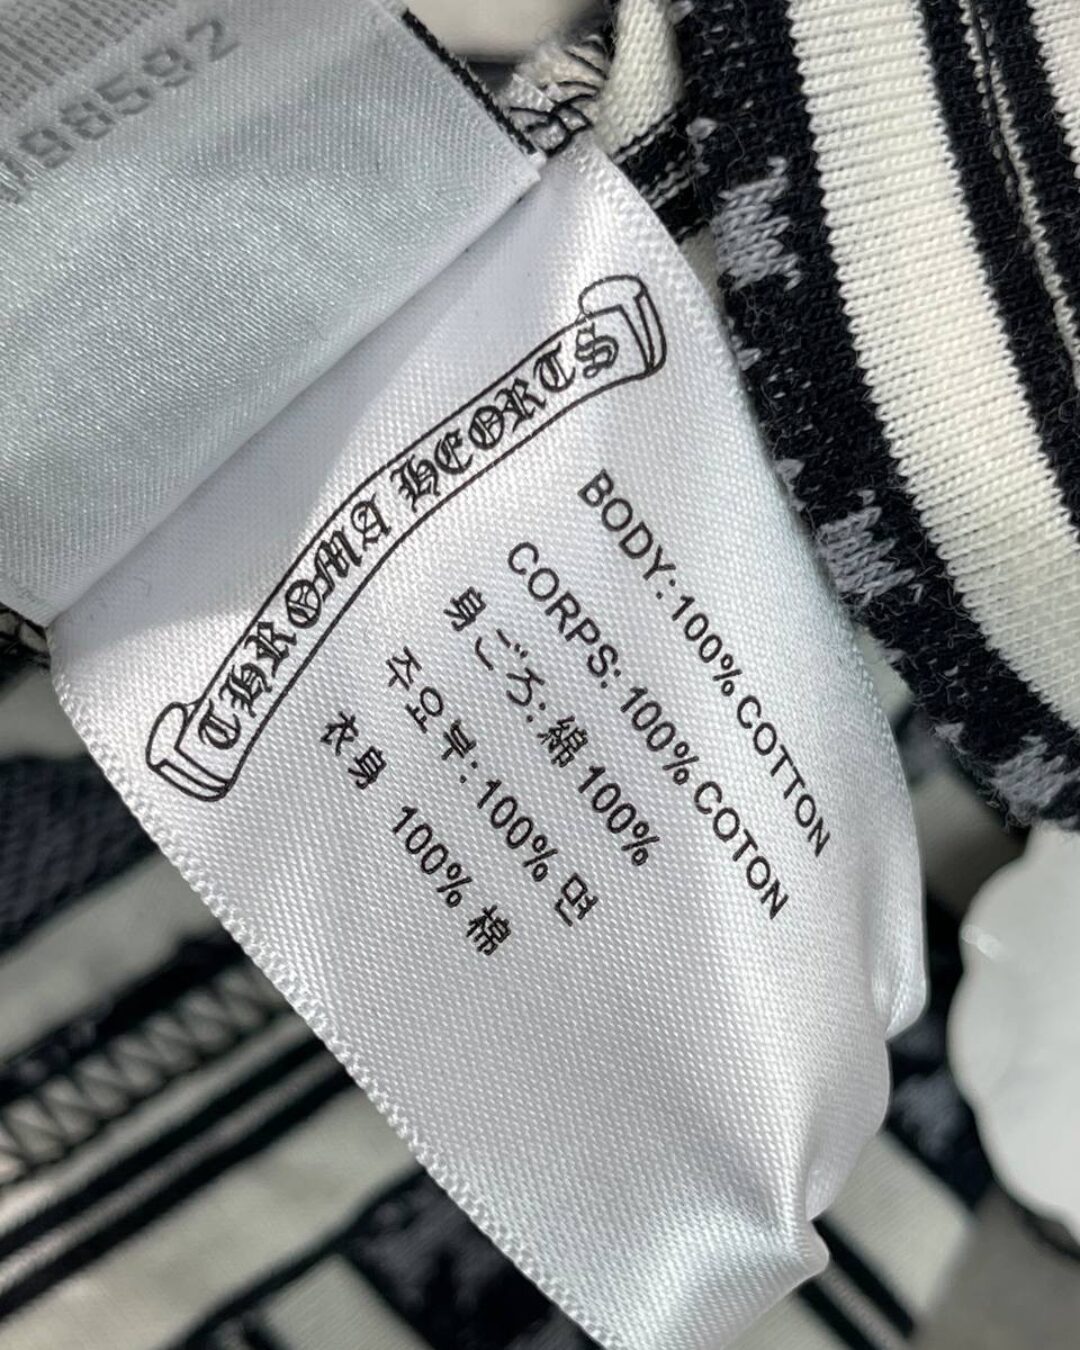 98592
THROMA HEORTS
BODY: 100% COTTON
CORPS: 100% COTON
身ごろ: 綿 100%
주요부: 100% 면
衣身 100% 棉